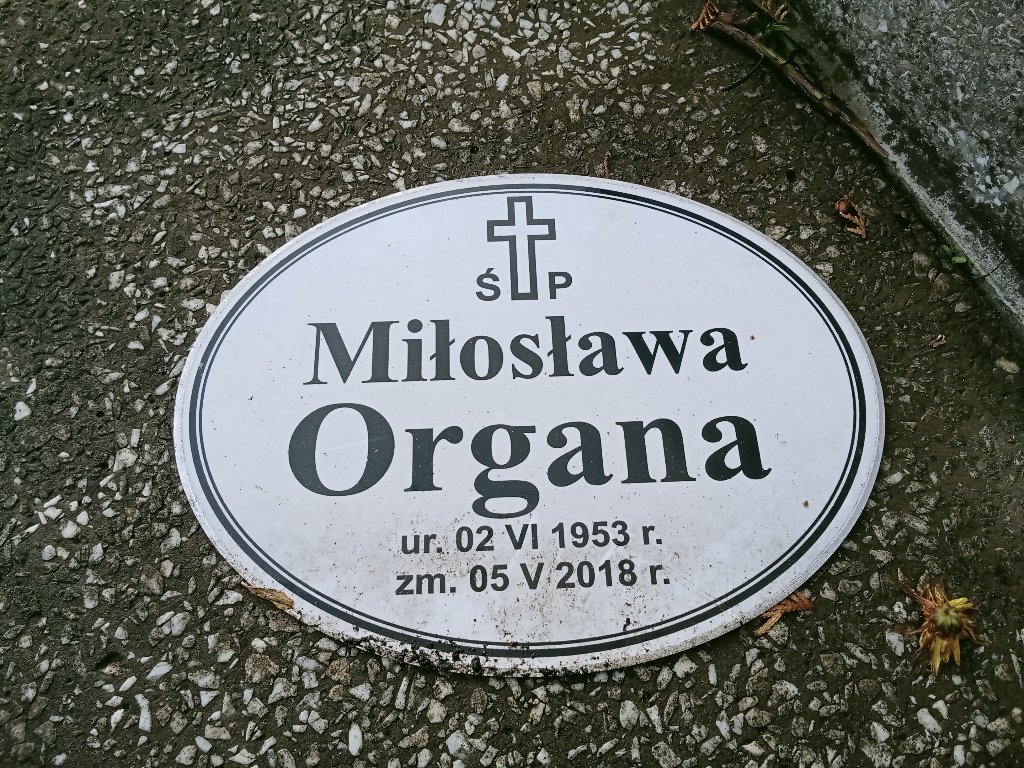 Ś P
Miłosława
Organa
ur. 02 VI 1953 r.
zm. 05 V 2018 r.